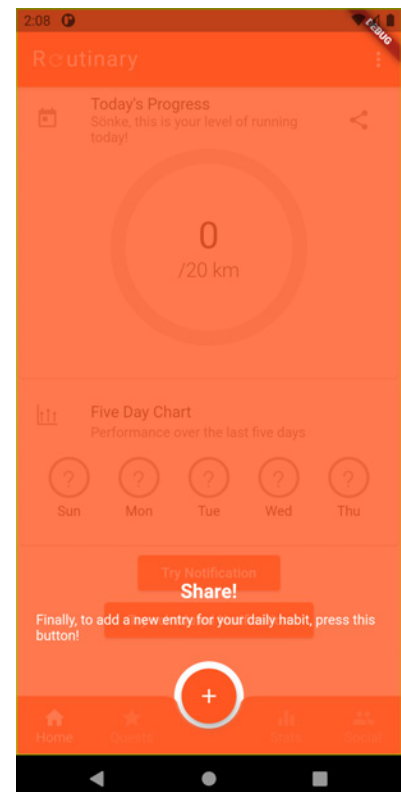 2:08
DEBUG
Routinary
Today's Progress
Sönke, this is your level of running
today!
0
/20 km
Five Day Chart
Performance over the last five days
?
?
?
?
?
Sun
Mon
Tue
Wed
Thu
Try Notification
Share!
Finally, to add a new entry for your daily habit, press this
button!
+
Home
Quests
Stats
Social